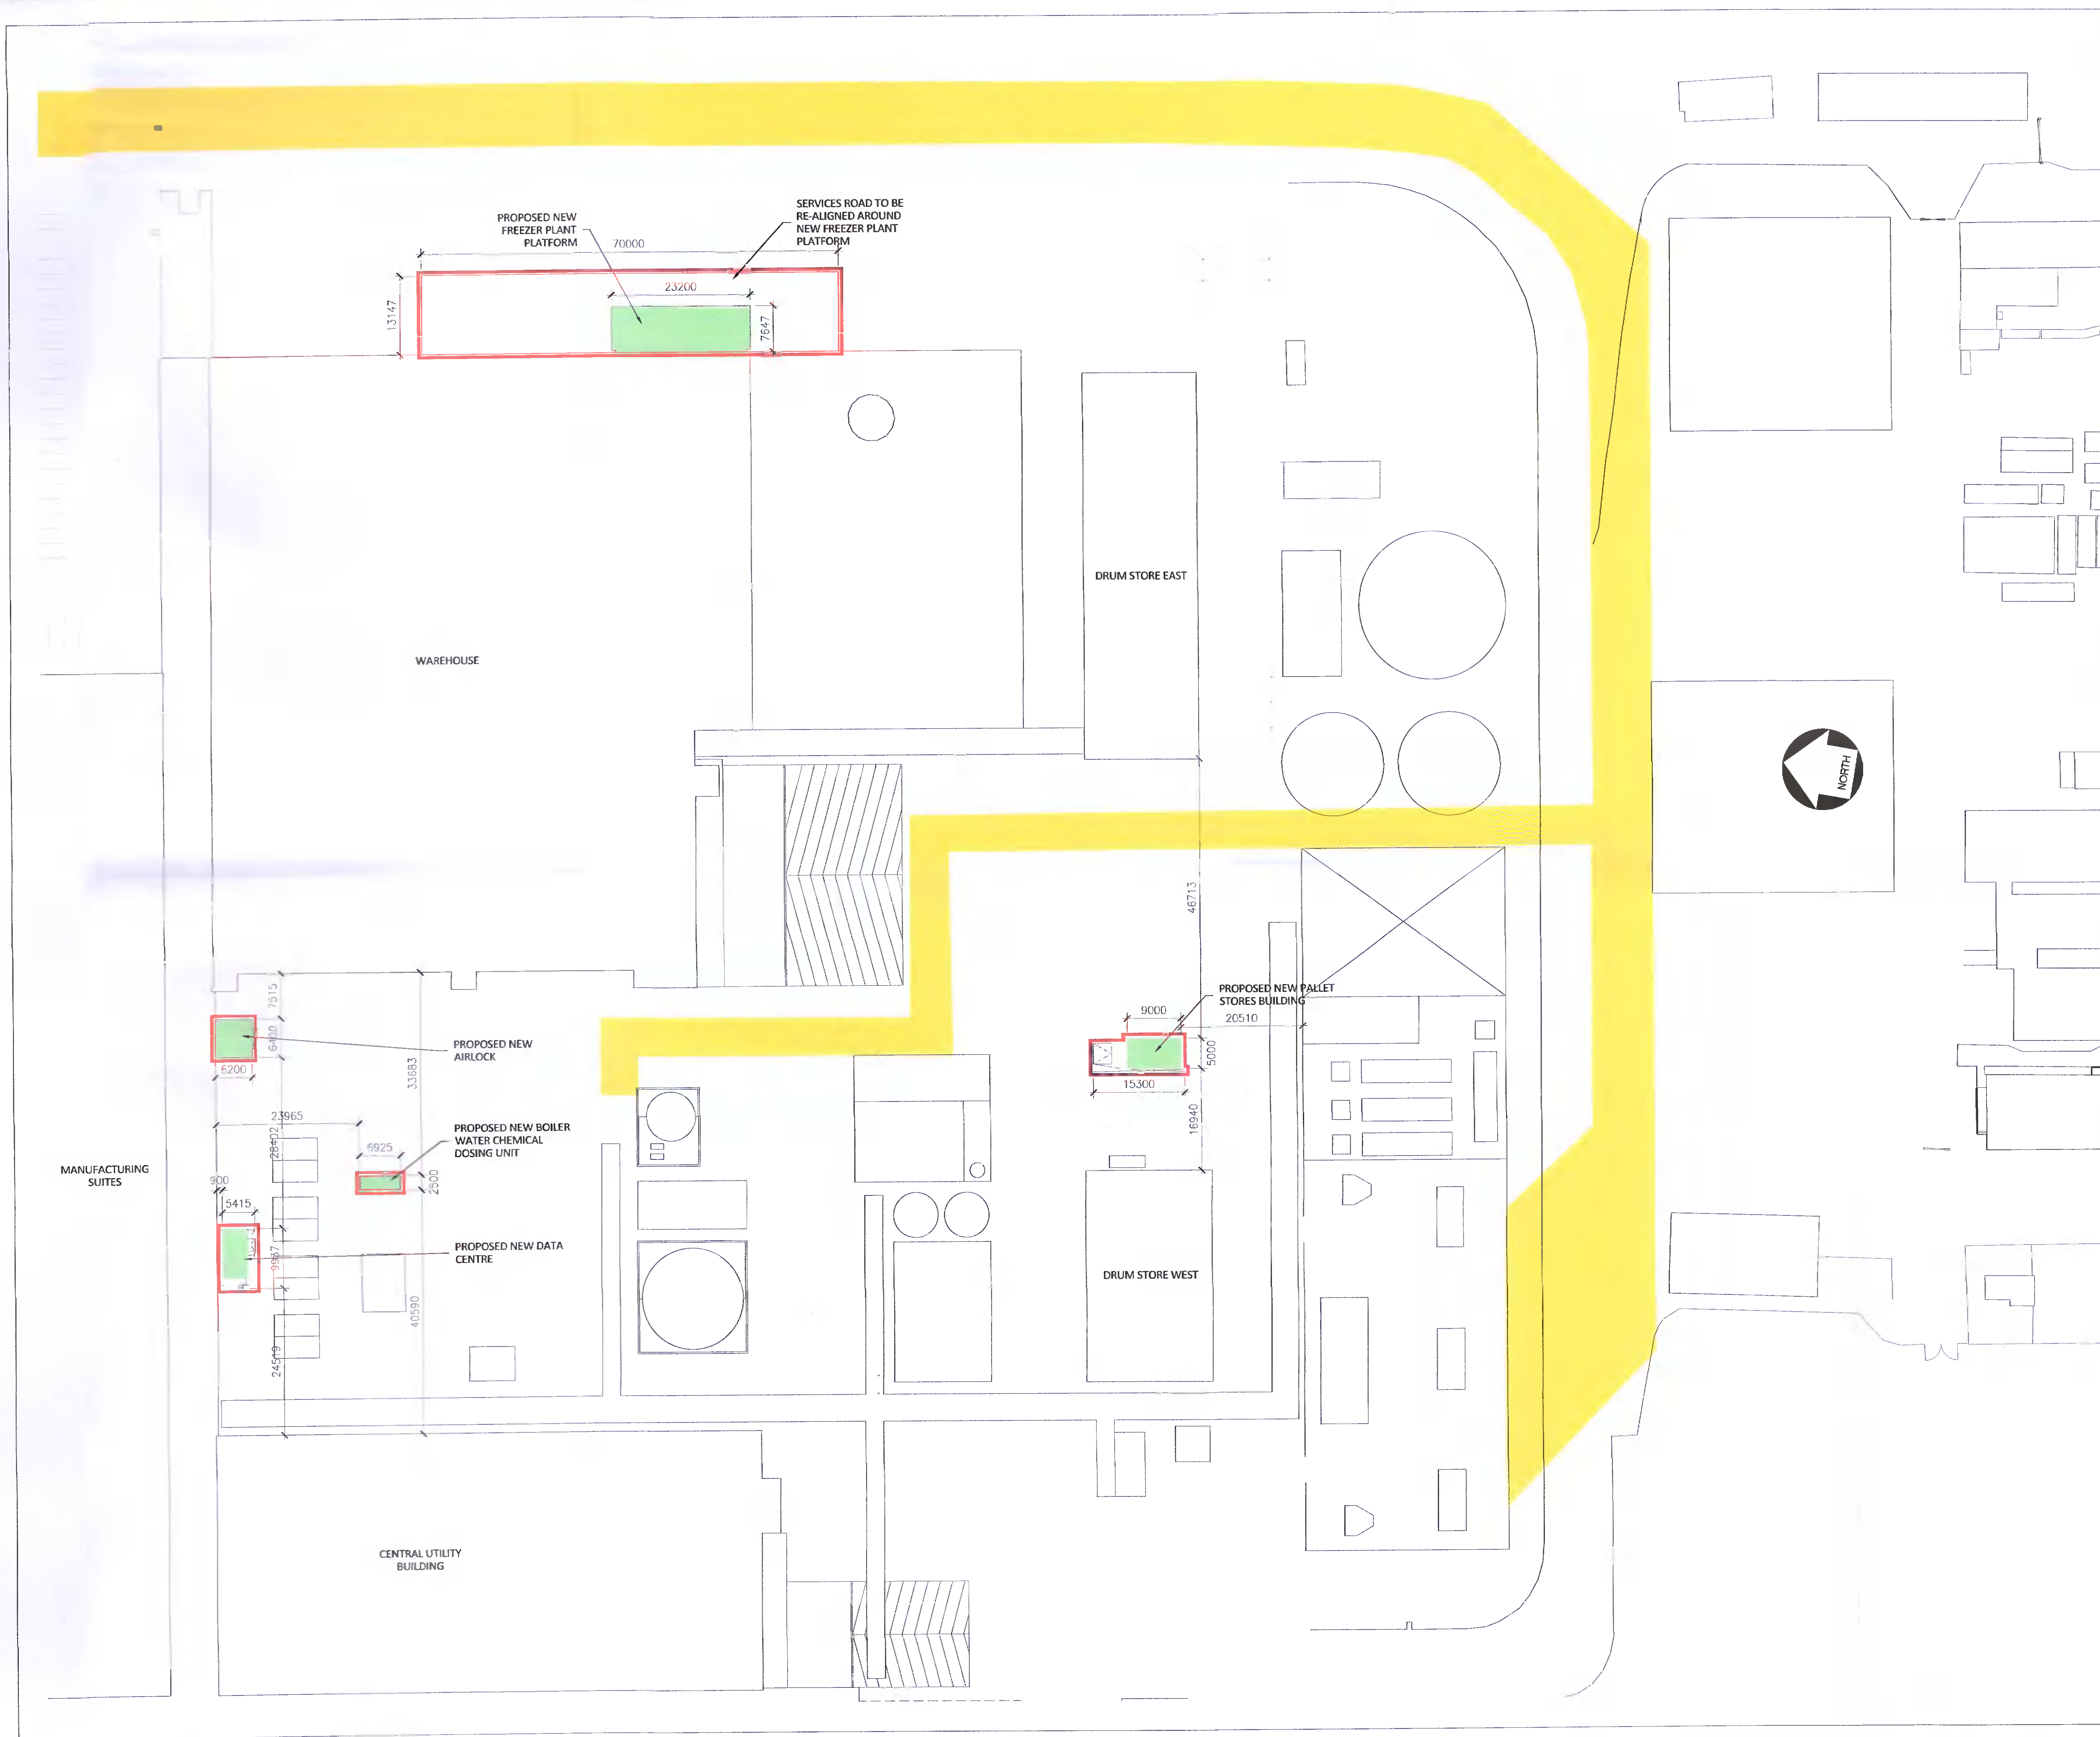 PROPOSED NEW
FREEZER PLANT
PLATFORM
SERVICES ROAD TO BE
RE-ALIGNED AROUND
NEW FREEZER PLANT
PLATFORM
70000
23200
13147
7647
DRUM STORE EAST
WAREHOUSE
NORTH
46713
PROPOSED NEW PALLET
STORES BUILDING
9000
20510
5000
15300
16940
7515
6400
PROPOSED NEW
AIRLOCK
6200
33683
23965
28402
PROPOSED NEW BOILER
WATER CHEMICAL
DOSING UNIT
6925
2500
MANUFACTURING
SUITES
900
5415
9937
PROPOSED NEW DATA
CENTRE
DRUM STORE WEST
40590
24519
CENTRAL UTILITY
BUILDING